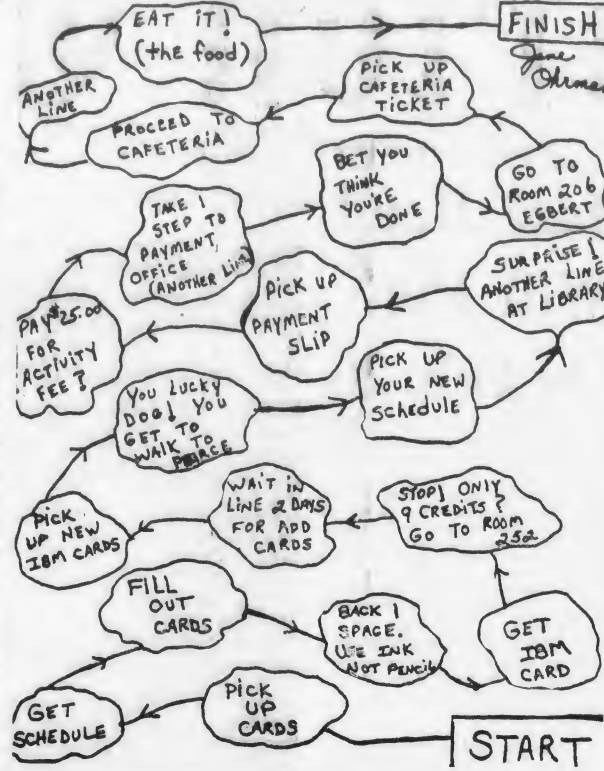 EAT IT!
(the food)
FINISH
Jane
Ohrman
ANOTHER
LINE
PICK UP
CAFETERIA
TICKET
PROCEED TO
CAFETERIA
BET YOU
THINK
YOU'RE
DONE
GO TO
ROOM 206
EGBERT
TAKE 1
STEP TO
PAYMENT
OFFICE
(ANOTHER LINE)
SURPRISE!
ANOTHER LINE
AT LIBRARY
PICK UP
PAYMENT
SLIP
PAY $25.00
FOR
ACTIVITY
FEE?
PICK UP
YOUR NEW
SCHEDULE
YOU LUCKY
DOG! YOU
GET TO
WALK TO
PEIRCE
WAIT IN
LINE 2 DAYS
FOR ADD
CARDS
STOP! ONLY
9 CREDITS?
GO TO ROOM
252
PICK
UP NEW
IBM CARDS
FILL
OUT
CARDS
BACK 1
SPACE.
USE INK
NOT PENCIL
GET
IBM
CARD
GET
SCHEDULE
PICK
UP
CARDS
START